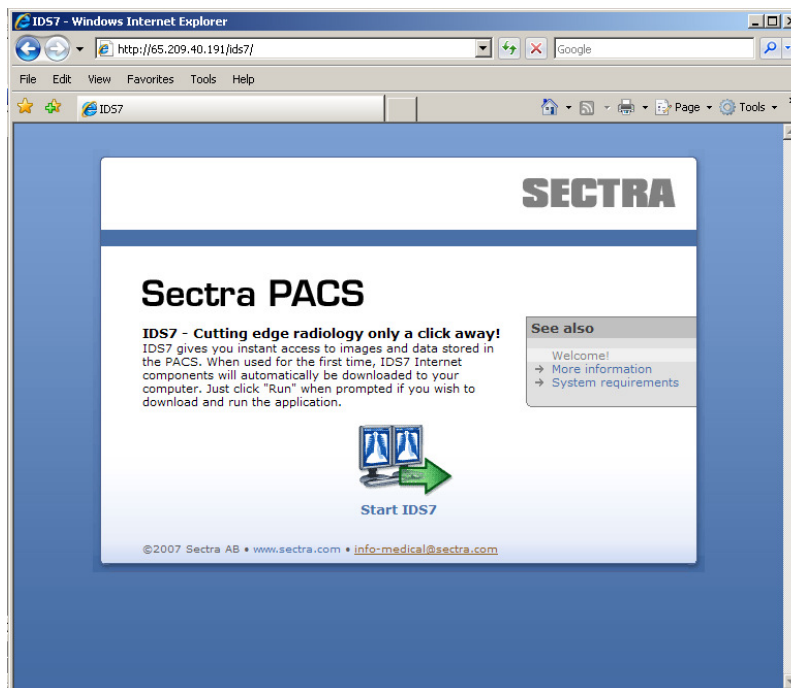 IDS7 - Windows Internet Explorer
http://65.209.40.191/ids7/
Google
File Edit View Favorites Tools Help
IDS7
Page Tools
SECTRA
Sectra PACS
IDS7 - Cutting edge radiology only a click away!
IDS7 gives you instant access to images and data stored in
the PACS. When used for the first time, IDS7 Internet
components will automatically be downloaded to your
computer. Just click "Run" when prompted if you wish to
download and run the application.
See also
Welcome!
More information
System requirements
Start IDS7
©2007 Sectra AB • www.sectra.com • info-medical@sectra.com